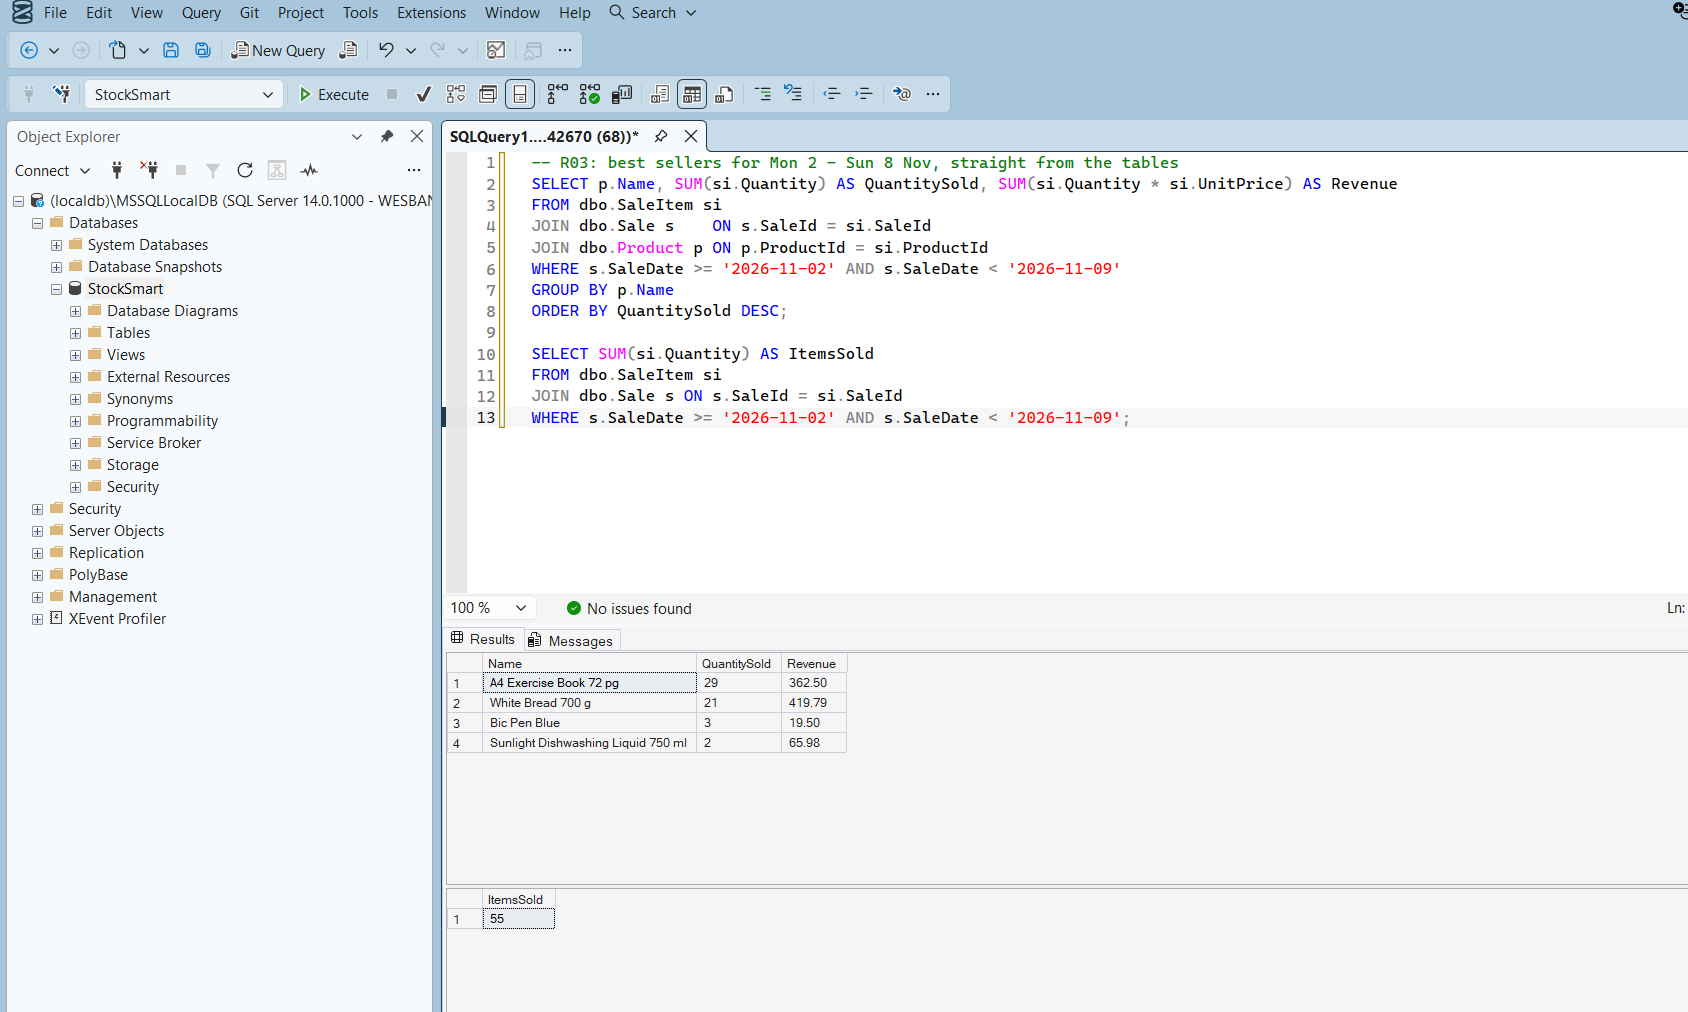 File Edit View Query Git Project Tools Extensions Window Help Search
New Query
StockSmart Execute
Object Explorer
Connect
(localdb)\MSSQLLocalDB (SQL Server 14.0.1000 - WESBAN
Databases
System Databases
Database Snapshots
StockSmart
Database Diagrams
Tables
Views
External Resources
Synonyms
Programmability
Service Broker
Storage
Security
Security
Server Objects
Replication
PolyBase
Management
XEvent Profiler
SQLQuery1....42670 (68))*
1 -- R03: best sellers for Mon 2 - Sun 8 Nov, straight from the tables
2 SELECT p.Name, SUM(si.Quantity) AS QuantitySold, SUM(si.Quantity * si.UnitPrice) AS Revenue
3 FROM dbo.SaleItem si
4 JOIN dbo.Sale s    ON s.SaleId = si.SaleId
5 JOIN dbo.Product p ON p.ProductId = si.ProductId
6 WHERE s.SaleDate >= '2026-11-02' AND s.SaleDate < '2026-11-09'
7 GROUP BY p.Name
8 ORDER BY QuantitySold DESC;
9
10 SELECT SUM(si.Quantity) AS ItemsSold
11 FROM dbo.SaleItem si
12 JOIN dbo.Sale s ON s.SaleId = si.SaleId
13 WHERE s.SaleDate >= '2026-11-02' AND s.SaleDate < '2026-11-09';
100 % No issues found Ln:
Results Messages
Name QuantitySold Revenue
1 A4 Exercise Book 72 pg 29 362.50
2 White Bread 700 g 21 419.79
3 Bic Pen Blue 3 19.50
4 Sunlight Dishwashing Liquid 750 ml 2 65.98
ItemsSold
1 55